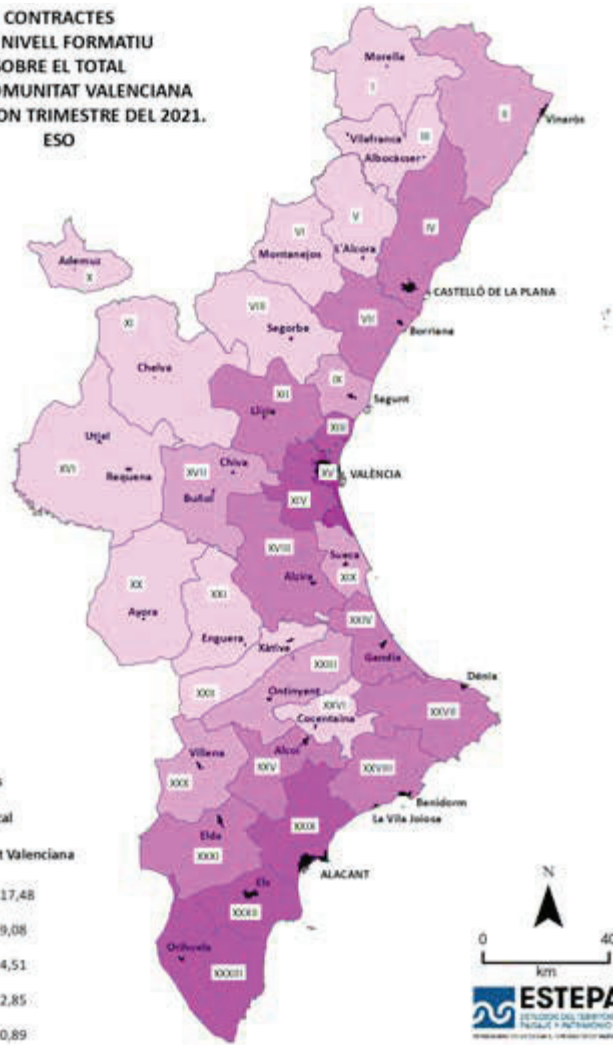 CONTRACTES
NIVELL FORMATIU
SOBRE EL TOTAL
OMUNITAT VALENCIANA
ON TRIMESTRE DEL 2021.
ESO
Morella
I
II
Vinaròs
Vilafranca
III
Albocàsser
IV
V
VI
L'Alcora
Montanejos
Ademuz
X
CASTELLÓ DE LA PLANA
VIII
VII
Borriana
Segorbe
XI
Chelva
IX
Segunt
XII
Llíria
XIII
Utiel
XVI
Requena
XVII
Chiva
Buñol
XV
VALÈNCIA
XIV
XVIII
Sueca
XIX
Alzira
XX
Ayora
XXI
Enguera
Xàtiva
XXIV
Gandia
XXIII
XXII
Ontinyent
XXVI
Cocentaina
Dénia
XXVII
Villena
Alcoi
XXV
XXVIII
XXX
Benidorm
La Vila Joiosa
XXIX
Elda
XXXI
ALACANT
Elx
XXXII
Orihuela
XXXIII
s
tal
t Valenciana
17,48
9,08
4,51
2,85
0,89
N
0
40
km
ESTEPA